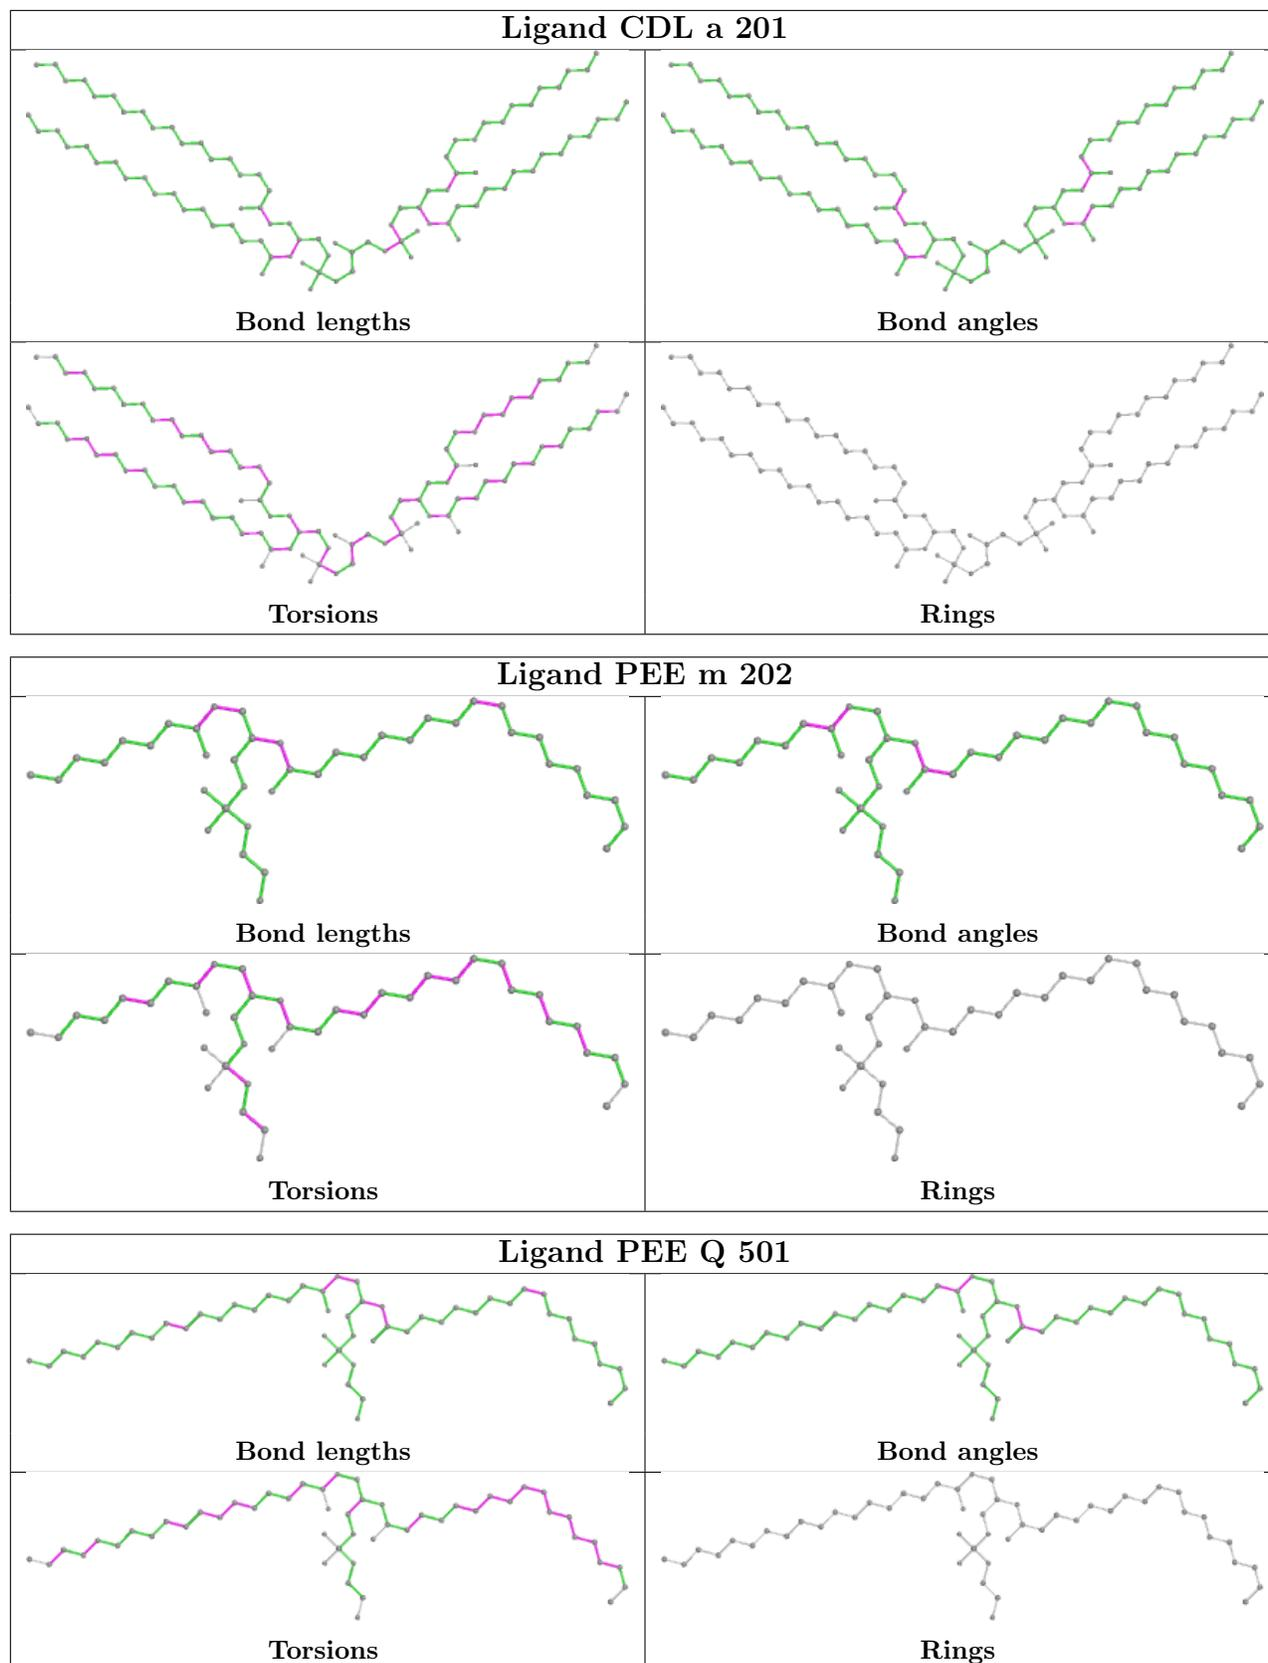 Ligand CDL a 201
Bond lengths
Bond angles
Torsions
Rings
Ligand PEE m 202
Bond lengths
Bond angles
Torsions
Rings
Ligand PEE Q 501
Bond lengths
Bond angles
Torsions
Rings